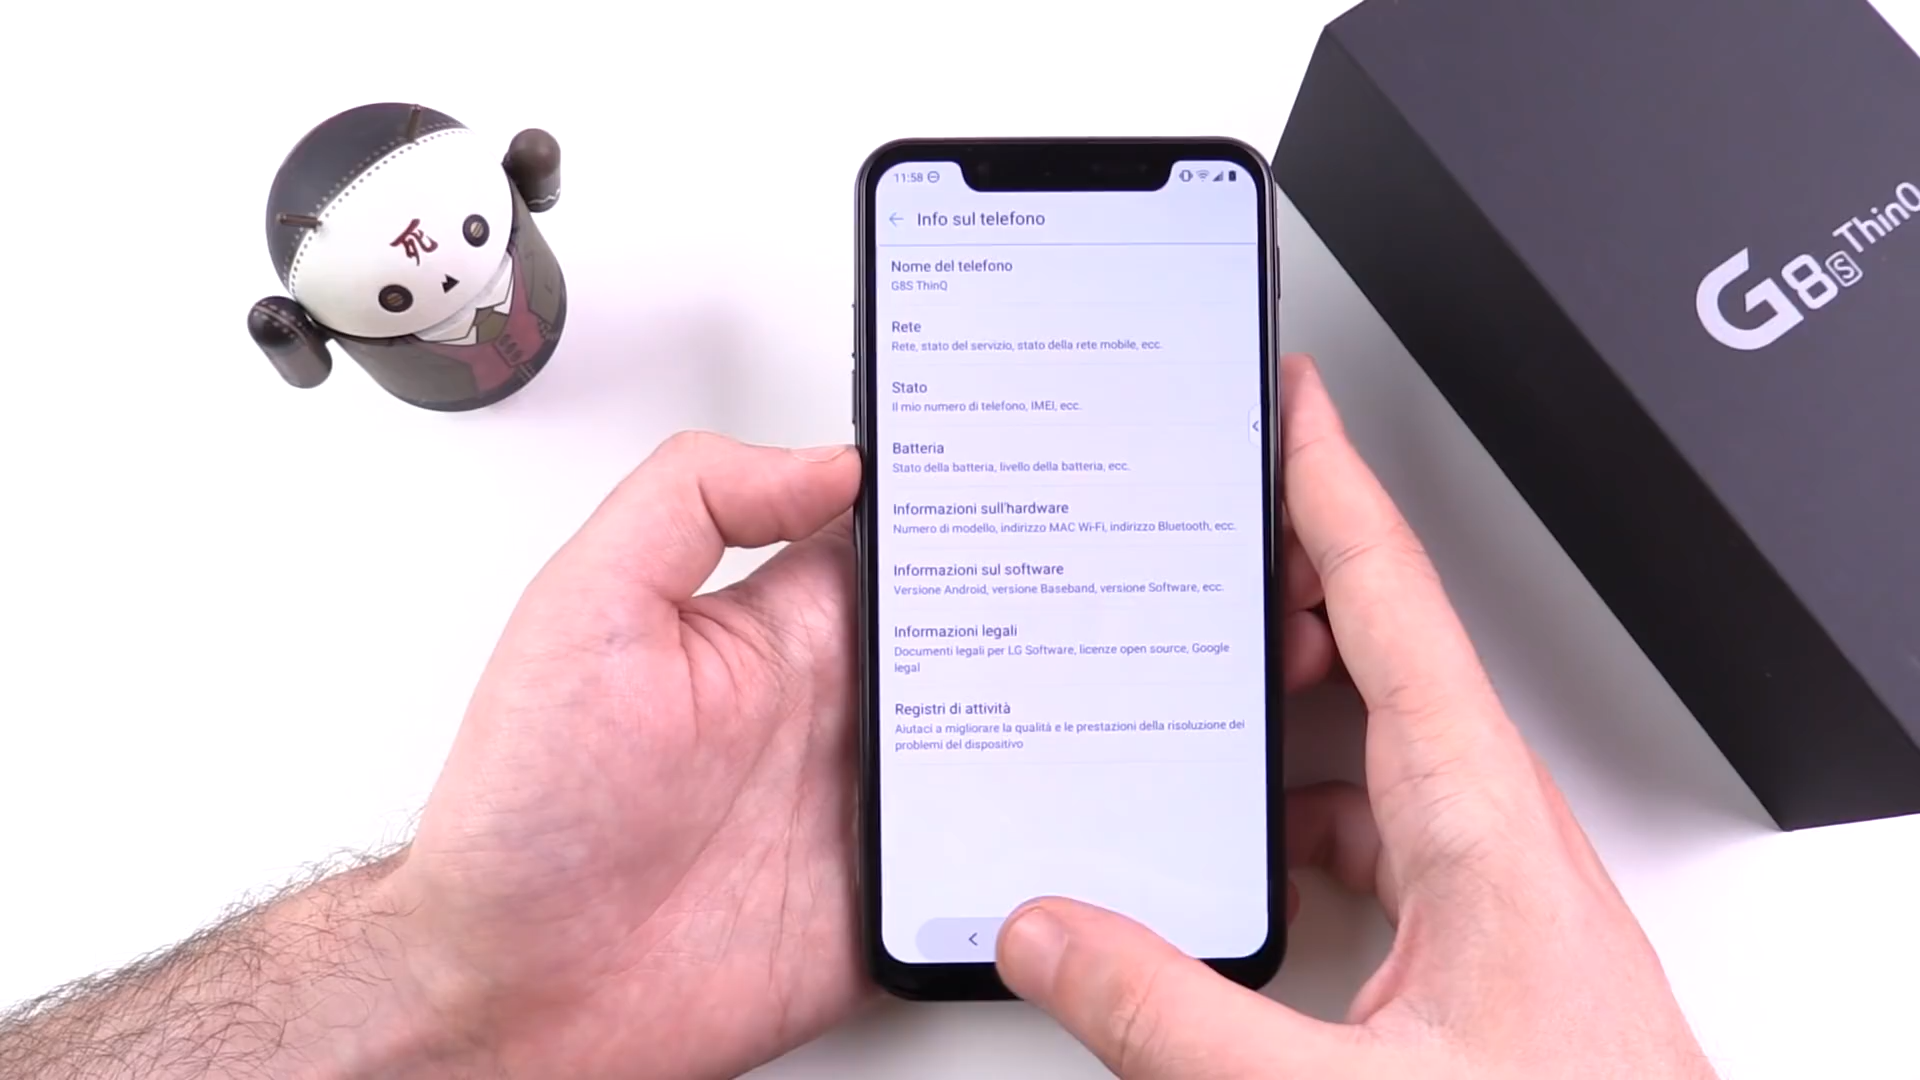 死
11:58
Info sul telefono
Nome del telefono
G8S ThinQ
Rete
Rete, stato del servizio, stato della rete mobile, ecc.
Stato
Il mio numero di telefono, IMEI, ecc.
Batteria
Stato della batteria, livello della batteria, ecc.
Informazioni sull'hardware
Numero di modello, indirizzo MAC Wi-Fi, indirizzo Bluetooth, ecc.
Informazioni sul software
Versione Android, versione Baseband, versione Software, ecc.
Informazioni legali
Documenti legali per LG Software, licenze open source, Google
legal
Registri di attività
Aiutaci a migliorare la qualità e le prestazioni della risoluzione dei
problemi del dispositivo
G8S ThinQ